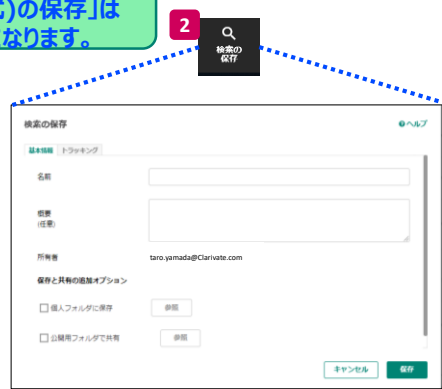 式)の保存」は
になります。
2
検索の
保存
検索の保存
ヘルプ
基本情報 トラッキング
名前
概要
(任意)
所有者 taro.yamada@Clarivate.com
保存と共有の追加オプション
個人フォルダに保存 参照
公開用フォルダで共有 参照
キャンセル 保存